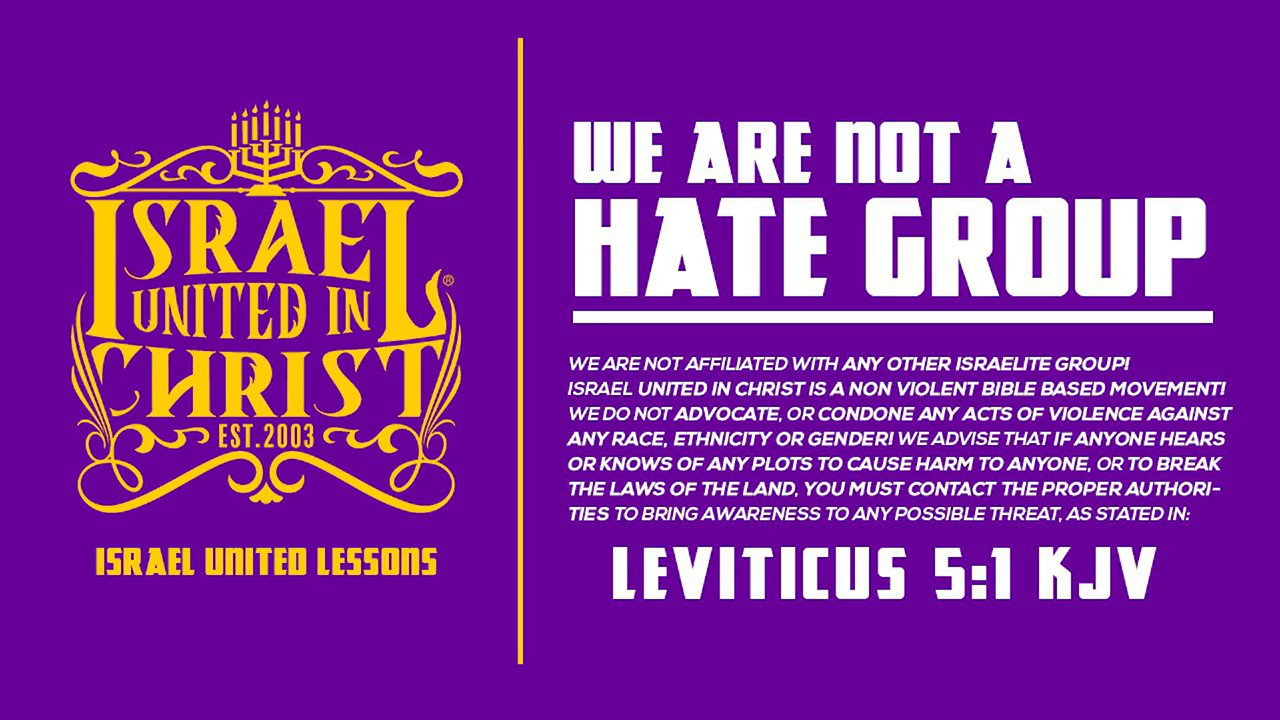 ISRAEL
UNITED IN
CHRIST
®
EST.2003
ISRAEL UNITED LESSONS
WE ARE NOT A
HATE GROUP
WE ARE NOT AFFILIATED WITH ANY OTHER ISRAELITE GROUP!
ISRAEL UNITED IN CHRIST IS A NON VIOLENT BIBLE BASED MOVEMENT!
WE DO NOT ADVOCATE, OR CONDONE ANY ACTS OF VIOLENCE AGAINST
ANY RACE, ETHNICITY OR GENDER! WE ADVISE THAT IF ANYONE HEARS
OR KNOWS OF ANY PLOTS TO CAUSE HARM TO ANYONE, OR TO BREAK
THE LAWS OF THE LAND, YOU MUST CONTACT THE PROPER AUTHORI-
TIES TO BRING AWARENESS TO ANY POSSIBLE THREAT, AS STATED IN:
LEVITICUS 5:1 KJV